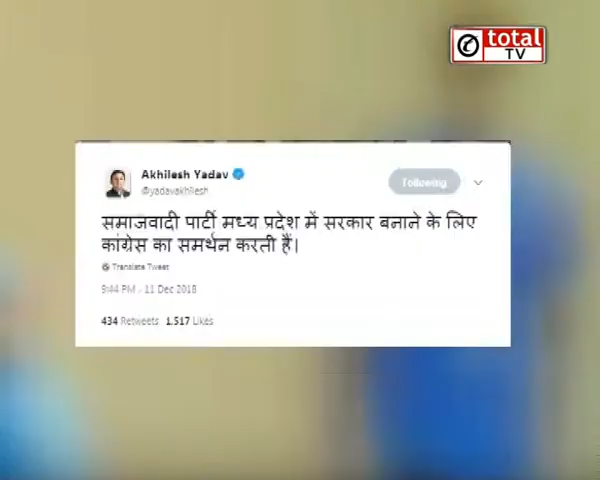 total
TV
Akhilesh Yadav
@yadavakhilesh
Following
समाजवादी पार्टी मध्य प्रदेश में सरकार बनाने के लिए
कांग्रेस का समर्थन करती हैं।
Translate Tweet
9:44 PM - 11 Dec 2018
434 Retweets 1,517 Likes